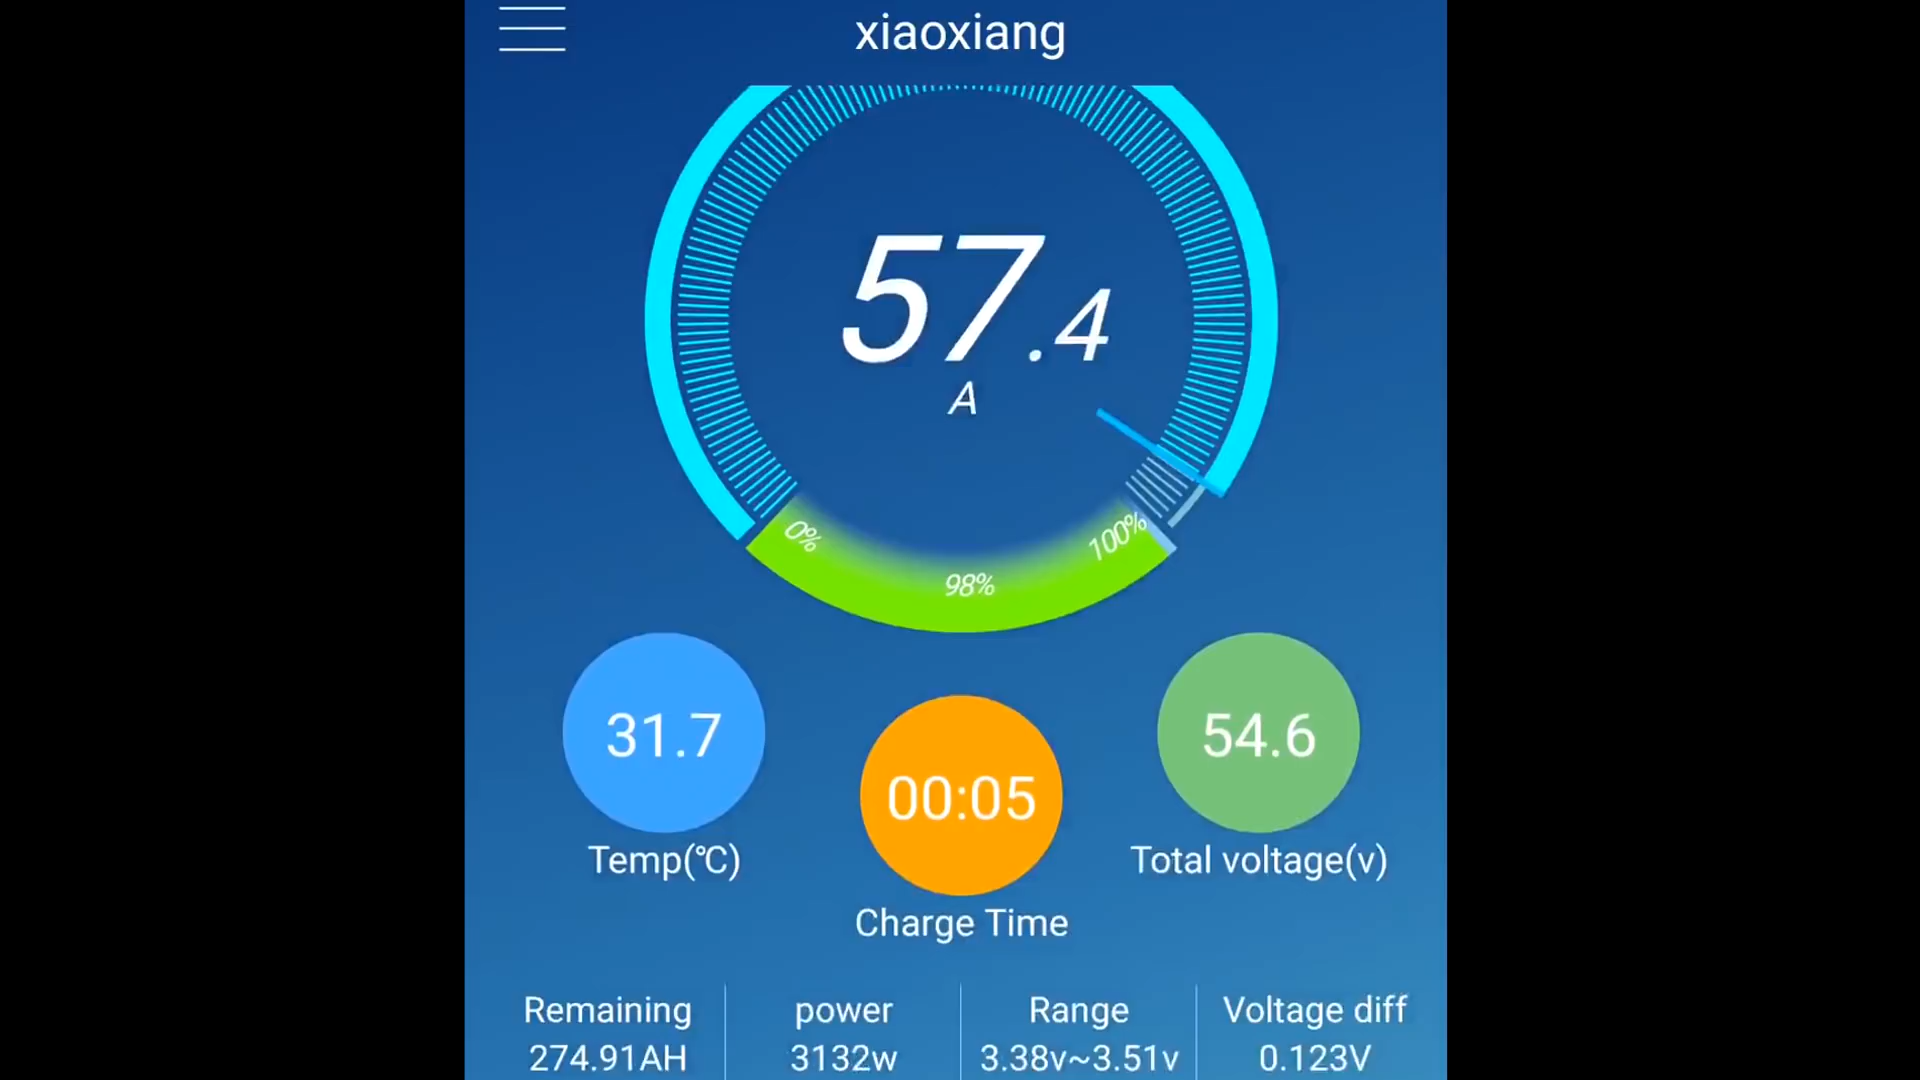 xiaoxiang
57.4
A
0%
98%
100%
31.7
Temp(℃)
00:05
Charge Time
54.6
Total voltage(v)
Remaining
274.91AH
power
3132w
Range
3.38v~3.51v
Voltage diff
0.123V